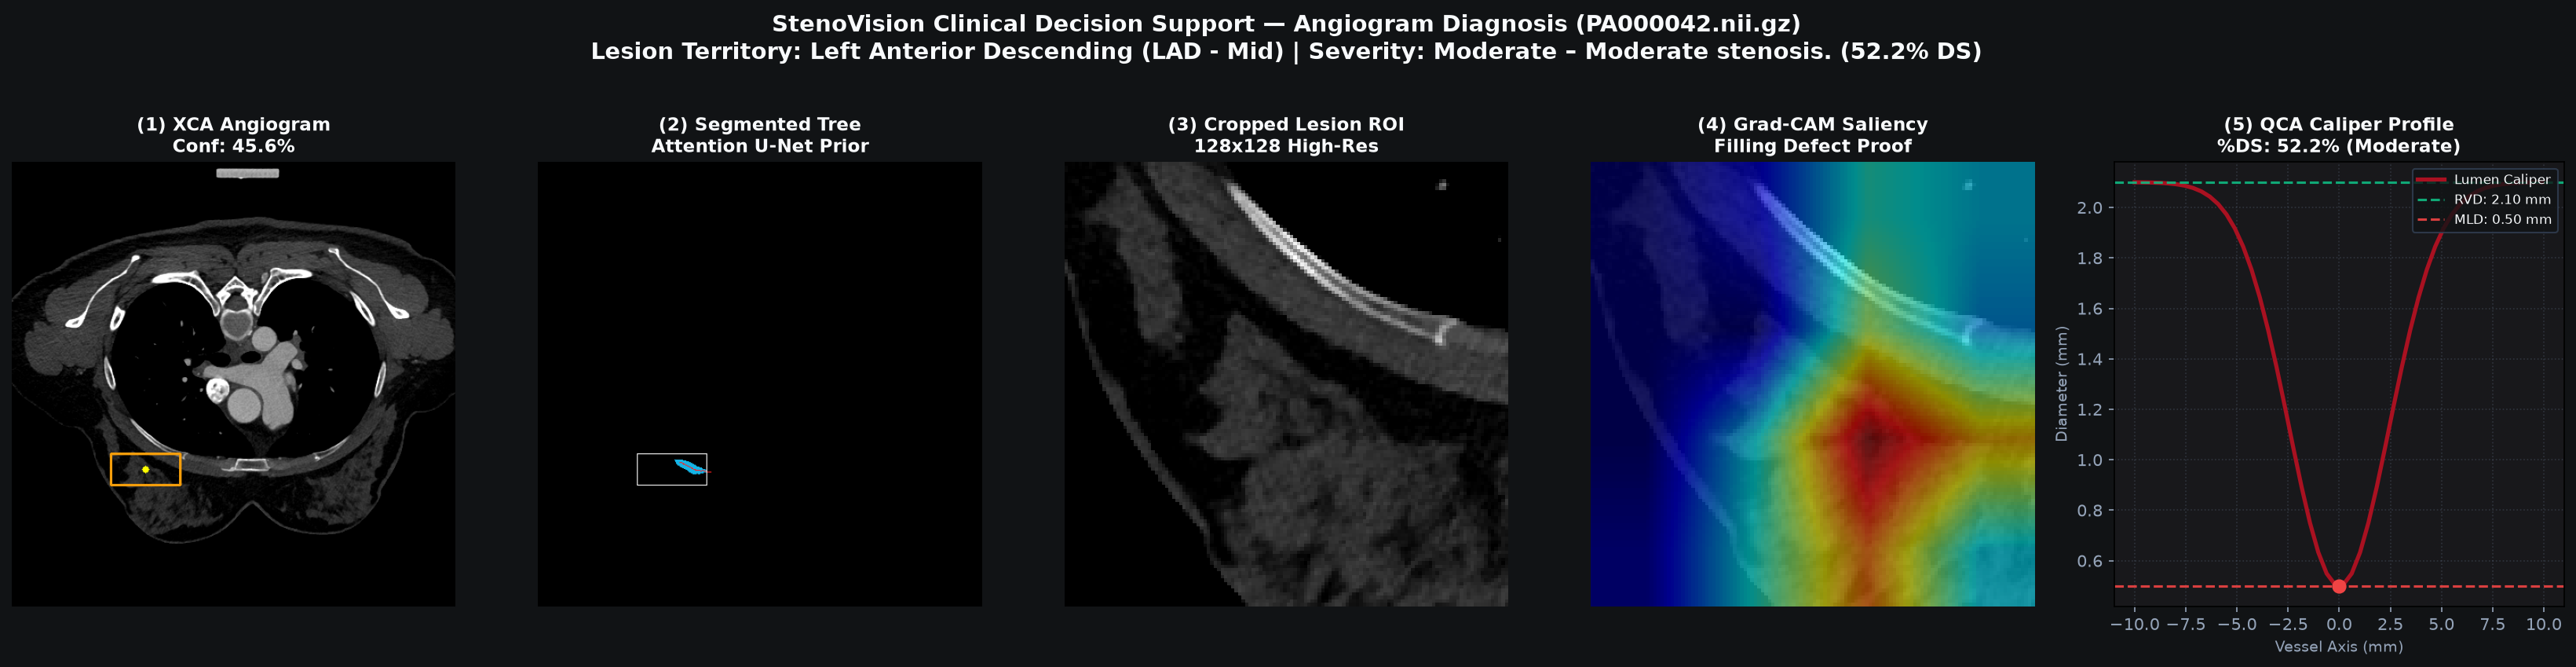 StenoVision Clinical Decision Support — Angiogram Diagnosis (PA000042.nii.gz)
Lesion Territory: Left Anterior Descending (LAD - Mid) | Severity: Moderate – Moderate stenosis. (52.2% DS)
(1) XCA Angiogram
Conf: 45.6%
(2) Segmented Tree
Attention U-Net Prior
(3) Cropped Lesion ROI
128x128 High-Res
(4) Grad-CAM Saliency
Filling Defect Proof
(5) QCA Caliper Profile
%DS: 52.2% (Moderate)
Lumen Caliper
RVD: 2.10 mm
MLD: 0.50 mm
Diameter (mm)
2.0
1.8
1.6
1.4
1.2
1.0
0.8
0.6
−10.0 −7.5 −5.0 −2.5 0.0 2.5 5.0 7.5 10.0
Vessel Axis (mm)